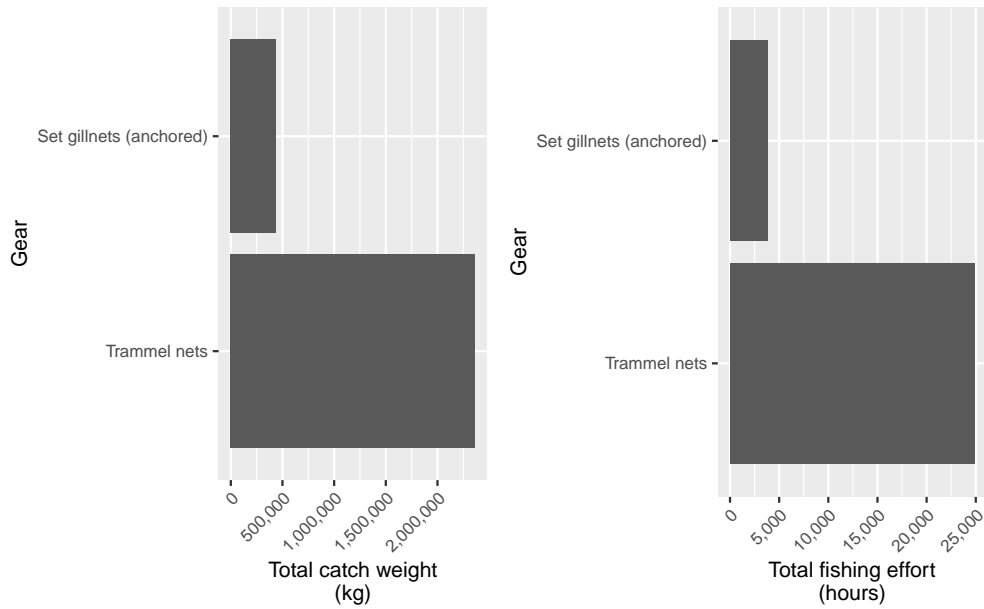 Gear
Set gillnets (anchored)
Trammel nets
0
500,000
1,000,000
1,500,000
2,000,000
Total catch weight
(kg)
Gear
Set gillnets (anchored)
Trammel nets
0
5,000
10,000
15,000
20,000
25,000
Total fishing effort
(hours)